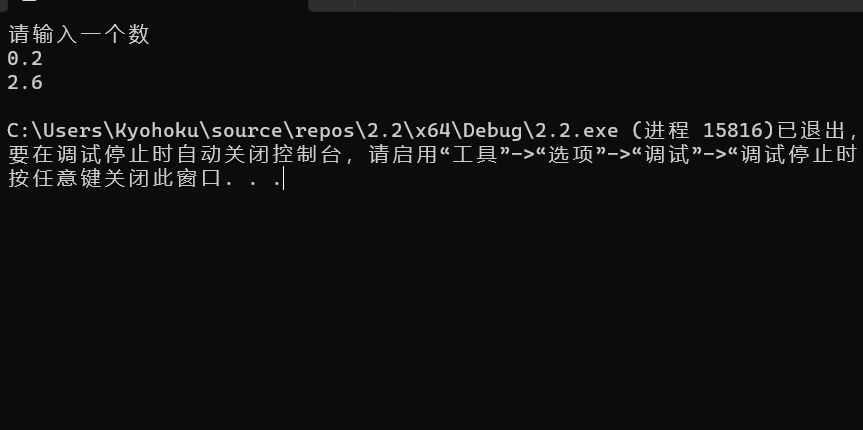 请输入一个数
0.2
2.6
C:\Users\Kyohoku\source\repos\2.2\x64\Debug\2.2.exe (进程 15816)已退出，
要在调试停止时自动关闭控制台，请启用“工具”->“选项”->“调试”->“调试停止时
按任意键关闭此窗口. . .